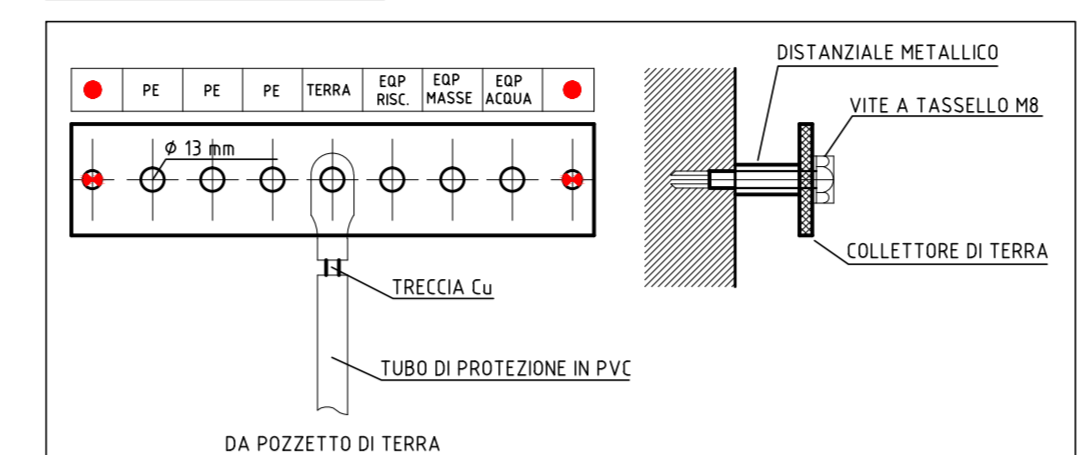 PE
PE
PE
TERRA
EQP
RISC.
EQP
MASSE
EQP
ACQUA
Φ 13 mm
TRECCIA Cu
TUBO DI PROTEZIONE IN PVC
DA POZZETTO DI TERRA
DISTANZIALE METALLICO
VITE A TASSELLO M8
COLLETTORE DI TERRA